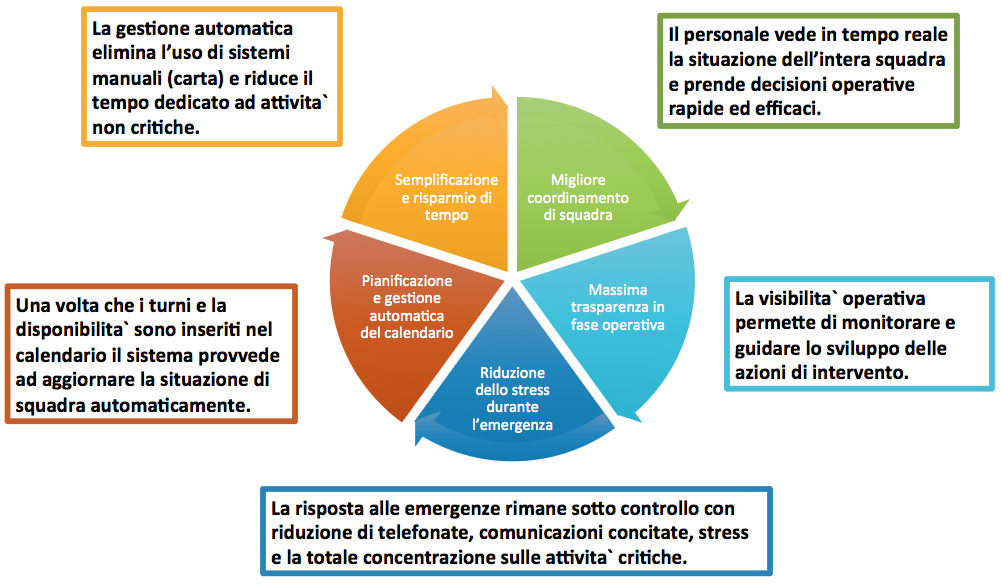 La gestione automatica
elimina l'uso di sistemi
manuali (carta) e riduce il
tempo dedicato ad attivita`
non critiche.
Il personale vede in tempo reale
la situazione dell'intera squadra
e prende decisioni operative
rapide ed efficaci.
Semplificazione
e risparmio di
tempo
Migliore
coordinamento
di squadra
Pianificazione
e gestione
automatica
del calendario
Massima
trasparenza in
fase operativa
Riduzione
dello stress
durante
l'emergenza
Una volta che i turni e la
disponibilita` sono inseriti nel
calendario il sistema provvede
ad aggiornare la situazione di
squadra automaticamente.
La visibilita` operativa
permette di monitorare e
guidare lo sviluppo delle
azioni di intervento.
La risposta alle emergenze rimane sotto controllo con
riduzione di telefonate, comunicazioni concitate, stress
e la totale concentrazione sulle attivita` critiche.